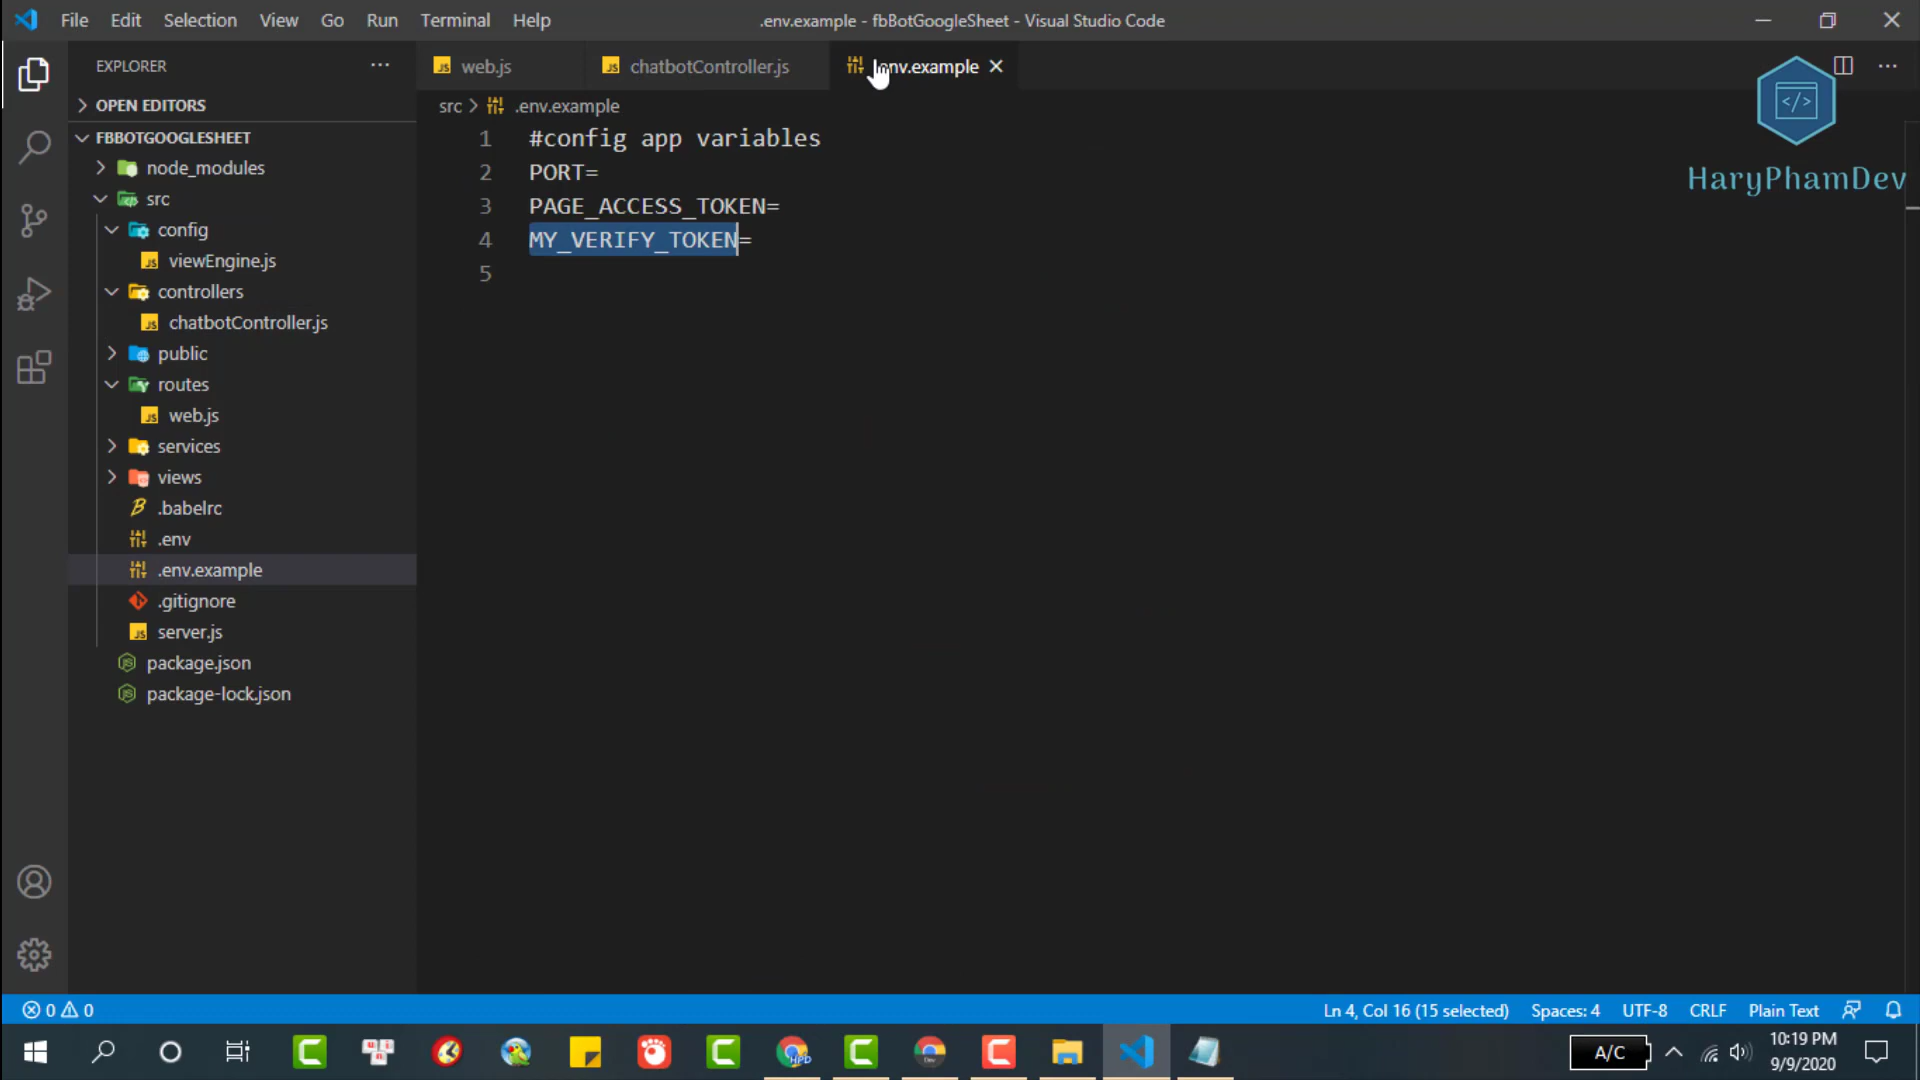 File Edit Selection View Go Run Terminal Help .env.example - fbBotGoogleSheet - Visual Studio Code
EXPLORER
OPEN EDITORS
FBBOTGOOGLESHEET
node_modules
src
config
viewEngine.js
controllers
chatbotController.js
public
routes
web.js
services
views
.babelrc
.env
.env.example
.gitignore
server.js
package.json
package-lock.json
web.js chatbotController.js .env.example
src > .env.example
1 #config app variables
2 PORT=
3 PAGE_ACCESS_TOKEN=
4 MY_VERIFY_TOKEN=
5
</>
HaryPhamDev
0 0 Ln 4, Col 16 (15 selected) Spaces: 4 UTF-8 CRLF Plain Text
A/C
10:19 PM
9/9/2020